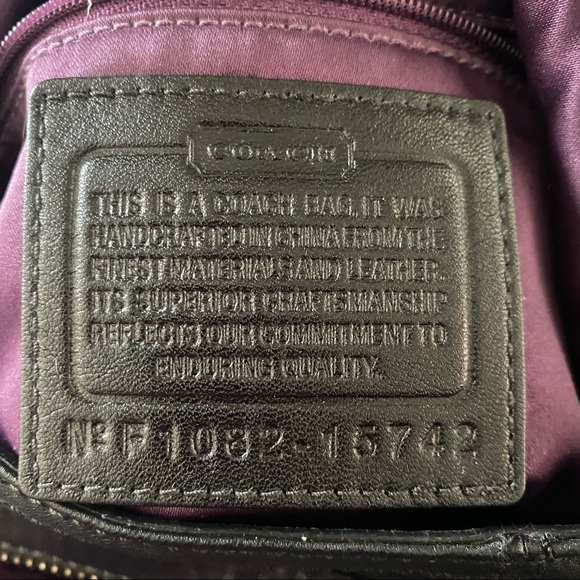 COACH
THIS IS A COACH BAG. IT WAS
HANDCRAFTED IN CHINA FROM THE
FINEST MATERIALS AND LEATHER.
ITS SUPERIOR CRAFTSMANSHIP
REFLECTS OUR COMMITMENT TO
ENDURING QUALITY.
Nº F1082-15742